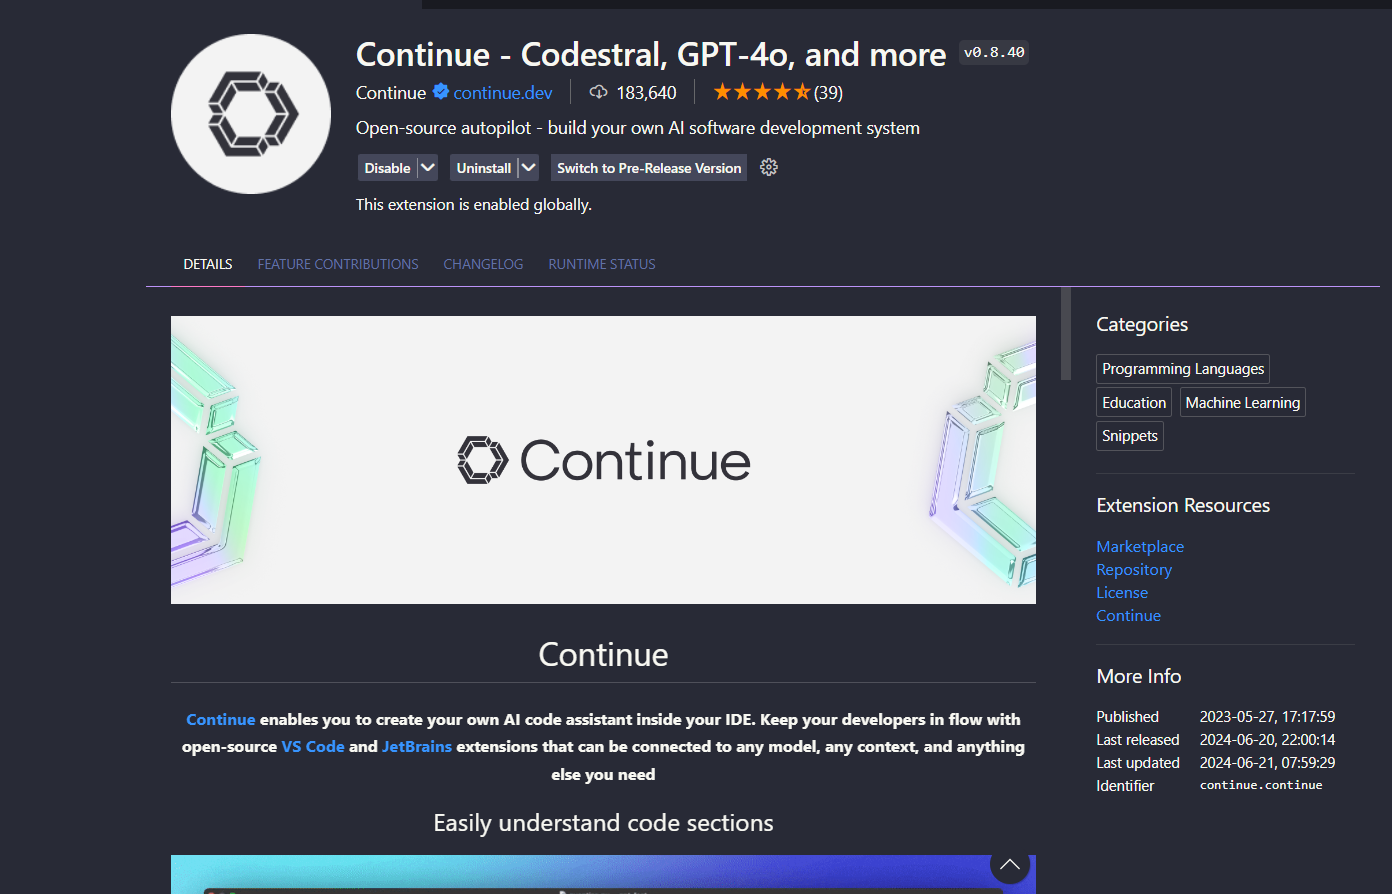 Continue - Codestral, GPT-4o, and more v0.8.40
Continue continue.dev 183,640 (39)
Open-source autopilot - build your own AI software development system
Disable Uninstall Switch to Pre-Release Version
This extension is enabled globally.
DETAILS FEATURE CONTRIBUTIONS CHANGELOG RUNTIME STATUS
Continue
Continue
Continue enables you to create your own AI code assistant inside your IDE. Keep your developers in flow with
open-source VS Code and JetBrains extensions that can be connected to any model, any context, and anything
else you need
Easily understand code sections
Categories
Programming Languages
Education Machine Learning
Snippets
Extension Resources
Marketplace
Repository
License
Continue
More Info
Published 2023-05-27, 17:17:59
Last released 2024-06-20, 22:00:14
Last updated 2024-06-21, 07:59:29
Identifier continue.continue